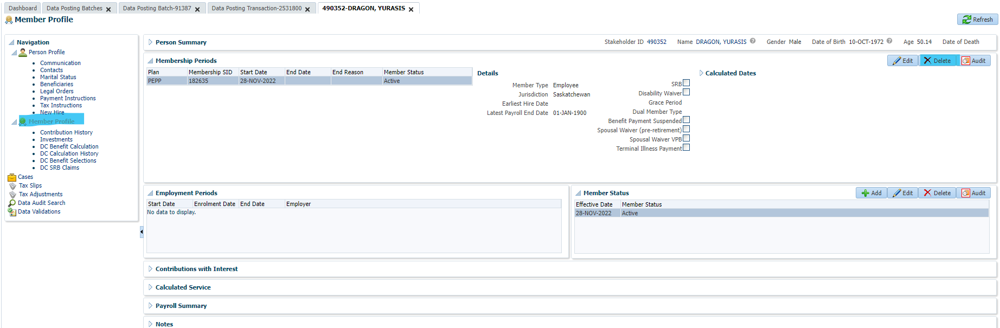 Dashboard
Data Posting Batches
Data Posting Batch-91387
Data Posting Transaction-2531800
490352-DRAGON, YURASIS
Member Profile
Refresh
Navigation
Person Profile
Communication
Contacts
Marital Status
Beneficiaries
Legal Orders
Payment Instructions
Tax Instructions
New Hire
Member Profile
Contribution History
Investments
DC Benefit Calculation
DC Calculation History
DC Benefit Selections
DC SRB Claims
Cases
Tax Slips
Tax Adjustments
Data Audit Search
Data Validations
Person Summary
Stakeholder ID 490352 Name DRAGON, YURASIS Gender Male Date of Birth 10-OCT-1972 Age 50.14 Date of Death
Membership Periods
Edit Delete Audit
Plan Membership SID Start Date End Date End Reason Member Status
PEPP 182635 28-NOV-2022 Active
Details
Member Type Employee
Jurisdiction Saskatchewan
Earliest Hire Date
Latest Payroll End Date 01-JAN-1900
SRB
Disability Waiver
Grace Period
Dual Member Type
Benefit Payment Suspended
Spousal Waiver (pre-retirement)
Spousal Waiver VPB
Terminal Illness Payment
Calculated Dates
Employment Periods
Start Date Enrolment Date End Date Employer
No data to display.
Member Status
Add Edit Delete Audit
Effective Date Member Status
28-NOV-2022 Active
Contributions with Interest
Calculated Service
Payroll Summary
Notes